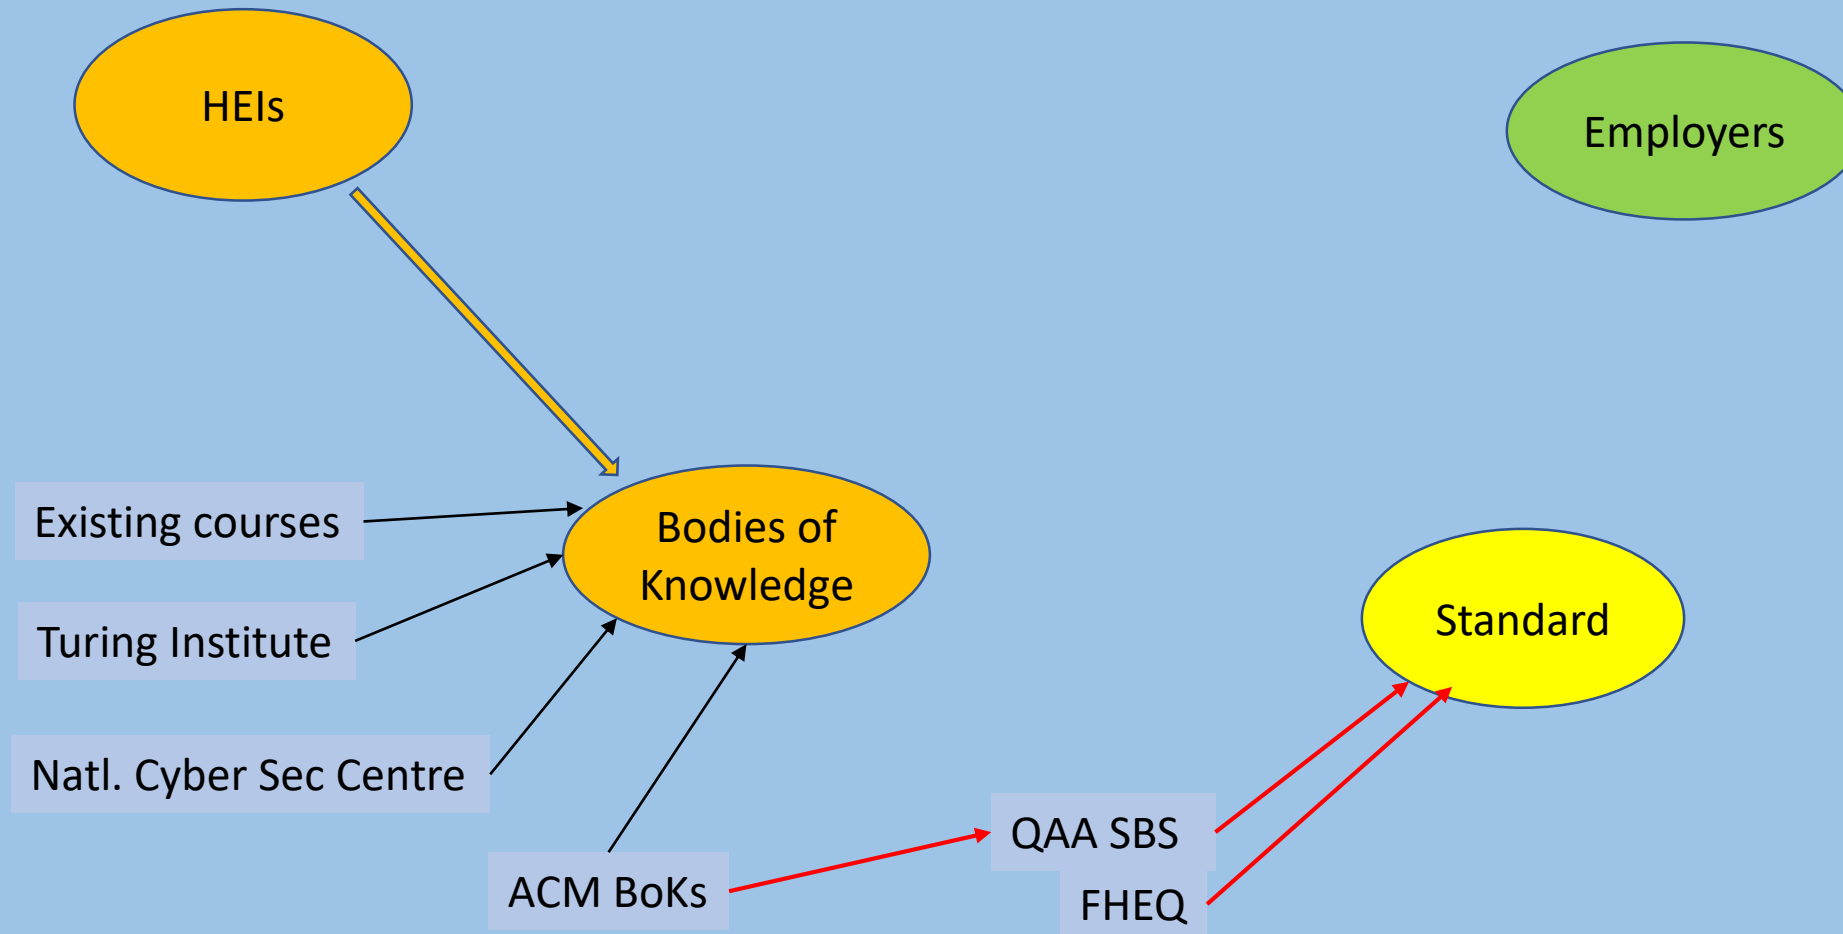 HEIs
Employers
Existing courses
Bodies of
Knowledge
Turing Institute
Standard
Natl. Cyber Sec Centre
QAA SBS
ACM BoKs
FHEQ